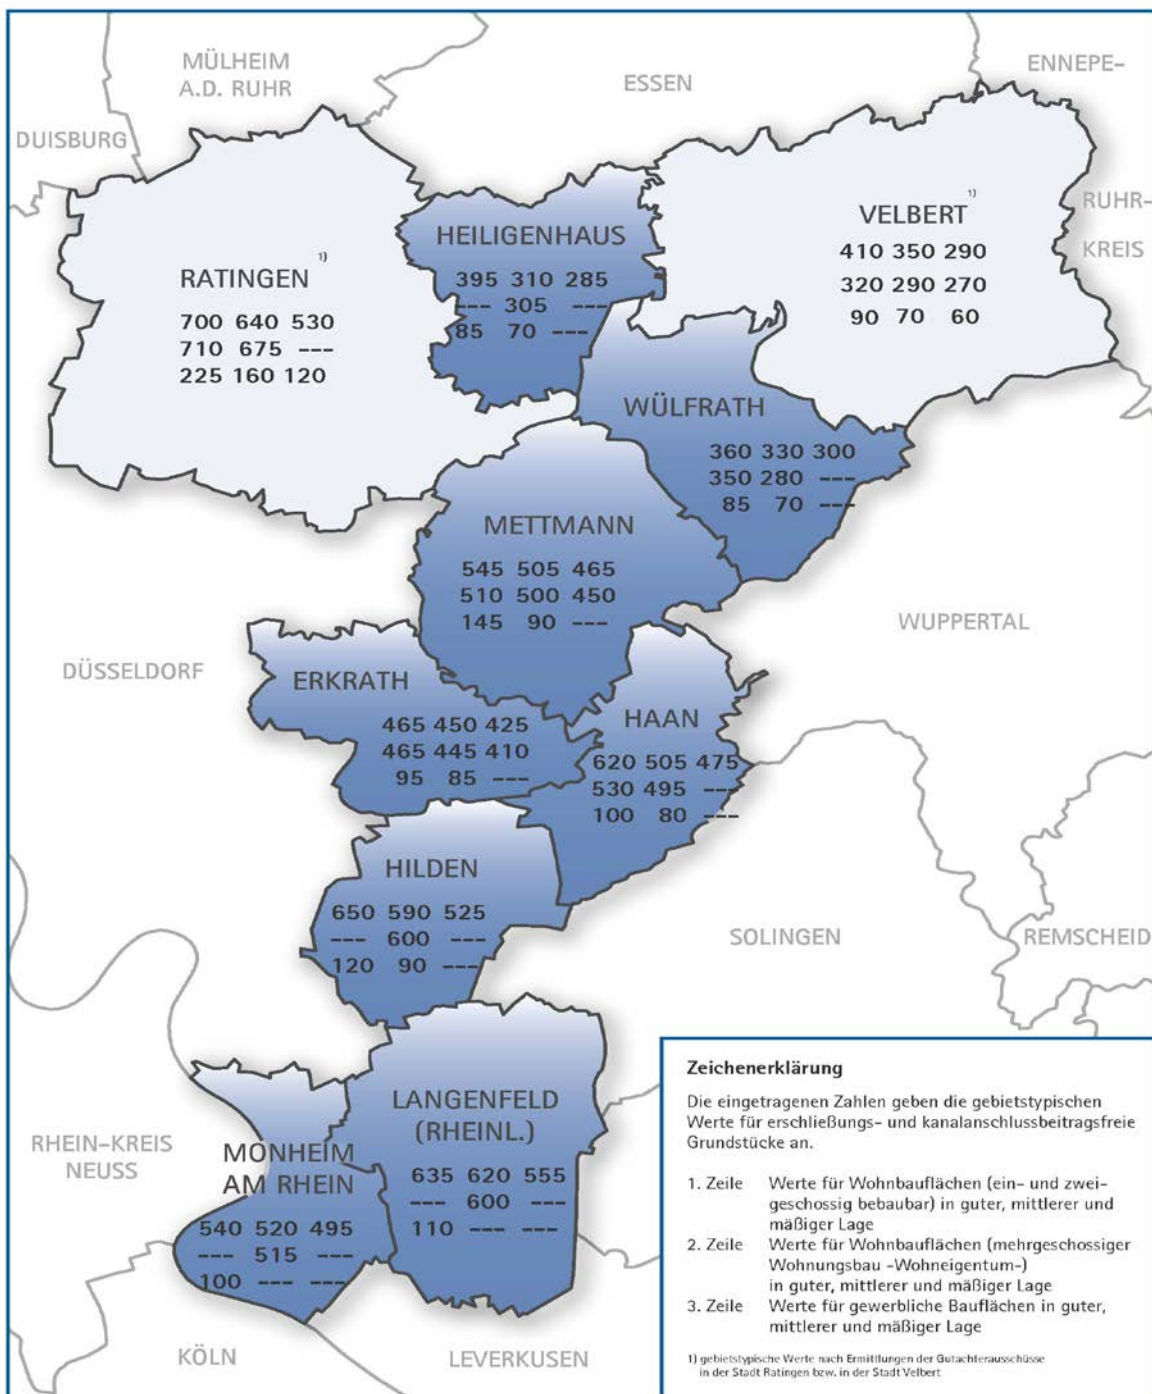 MÜLHEIM
A.D. RUHR
ESSEN
ENNEPE-
DUISBURG
RUHR-
KREIS
VELBERT 1)
410 350 290
320 290 270
90 70 60
HEILIGENHAUS
395 310 285
--- 305 ---
85 70 ---
RATINGEN 1)
700 640 530
710 675 ---
225 160 120
WÜLFRATH
360 330 300
350 280 ---
85 70 ---
METTMANN
545 505 465
510 500 450
145 90 ---
WUPPERTAL
DÜSSELDORF
ERKRATH
465 450 425
465 445 410
95 85 ---
HAAN
620 505 475
530 495 ---
100 80 ---
HILDEN
650 590 525
--- 600 ---
120 90 ---
SOLINGEN
REMSCHEID
LANGENFELD
(RHEINL.)
635 620 555
--- 600 ---
110 --- ---
RHEIN-KREIS
NEUSS
MONHEIM
AM RHEIN
540 520 495
--- 515 ---
100 --- ---
KÖLN
LEVERKUSEN
Zeichenerklärung
Die eingetragenen Zahlen geben die gebietstypischen
Werte für erschließungs- und kanalanschlussbeitragsfreie
Grundstücke an.
1. Zeile Werte für Wohnbauflächen (ein- und zwei-
geschossig bebaubar) in guter, mittlerer und
mäßiger Lage
2. Zeile Werte für Wohnbauflächen (mehrgeschossiger
Wohnungsbau -Wohneigentum-)
in guter, mittlerer und mäßiger Lage
3. Zeile Werte für gewerbliche Bauflächen in guter,
mittlerer und mäßiger Lage
1) gebietstypische Werte nach Ermittlungen der Gutachterausschüsse
in der Stadt Ratingen bzw. in der Stadt Velbert